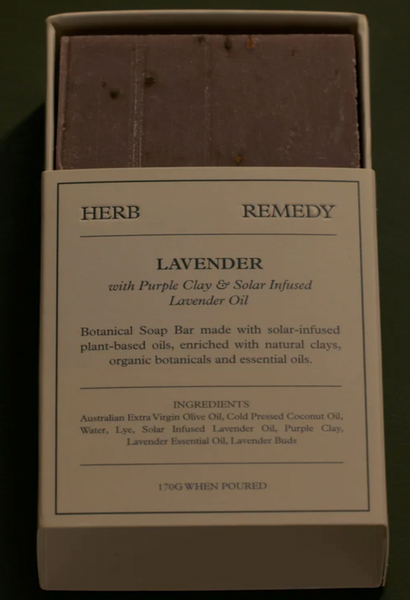 HERB REMEDY
LAVENDER
with Purple Clay & Solar Infused
Lavender Oil
Botanical Soap Bar made with solar-infused
plant-based oils, enriched with natural clays,
organic botanicals and essential oils.
INGREDIENTS
Australian Extra Virgin Olive Oil, Cold Pressed Coconut Oil,
Water, Lye, Solar Infused Lavender Oil, Purple Clay,
Lavender Essential Oil, Lavender Buds
170G WHEN POURED